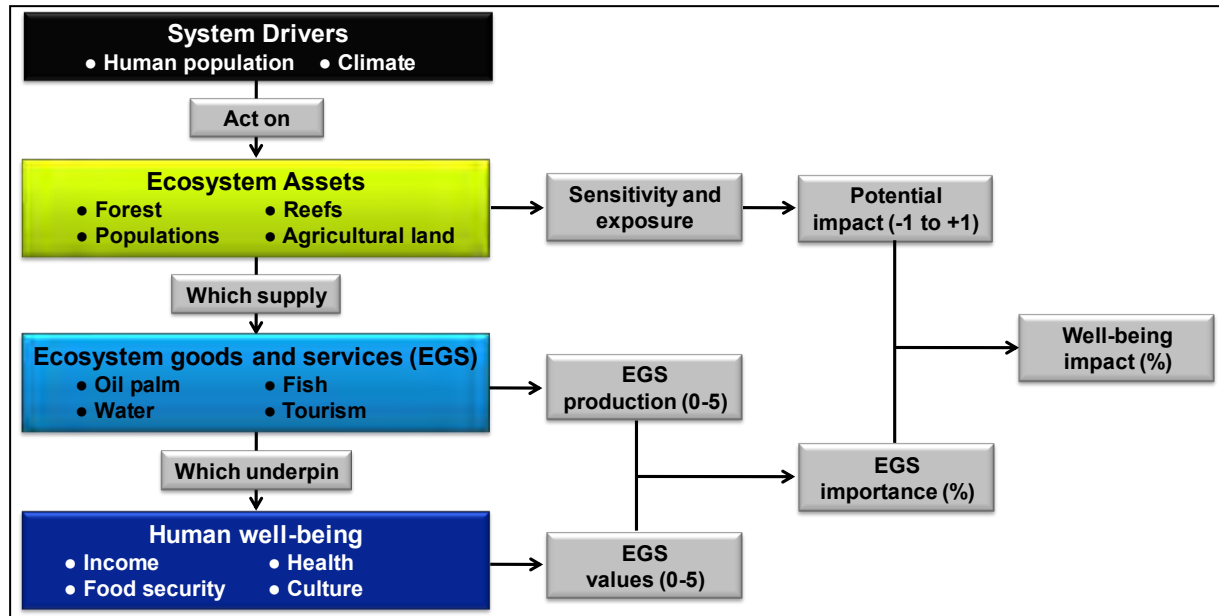 System Drivers
● Human population ● Climate
Act on
Ecosystem Assets
● Forest ● Reefs
● Populations ● Agricultural land
Sensitivity and
exposure
Potential
impact (-1 to +1)
Which supply
Ecosystem goods and services (EGS)
● Oil palm ● Fish
● Water ● Tourism
EGS
production (0-5)
Well-being
impact (%)
Which underpin
EGS
importance (%)
Human well-being
● Income ● Health
● Food security ● Culture
EGS
values (0-5)